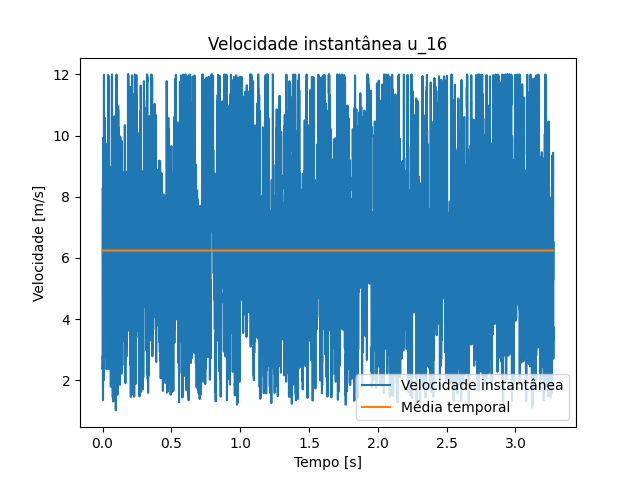 Velocidade instantânea u_16
Velocidade [m/s]
12
10
8
6
4
2
0.0
0.5
1.0
1.5
2.0
2.5
3.0
Tempo [s]
Velocidade instantânea
Média temporal